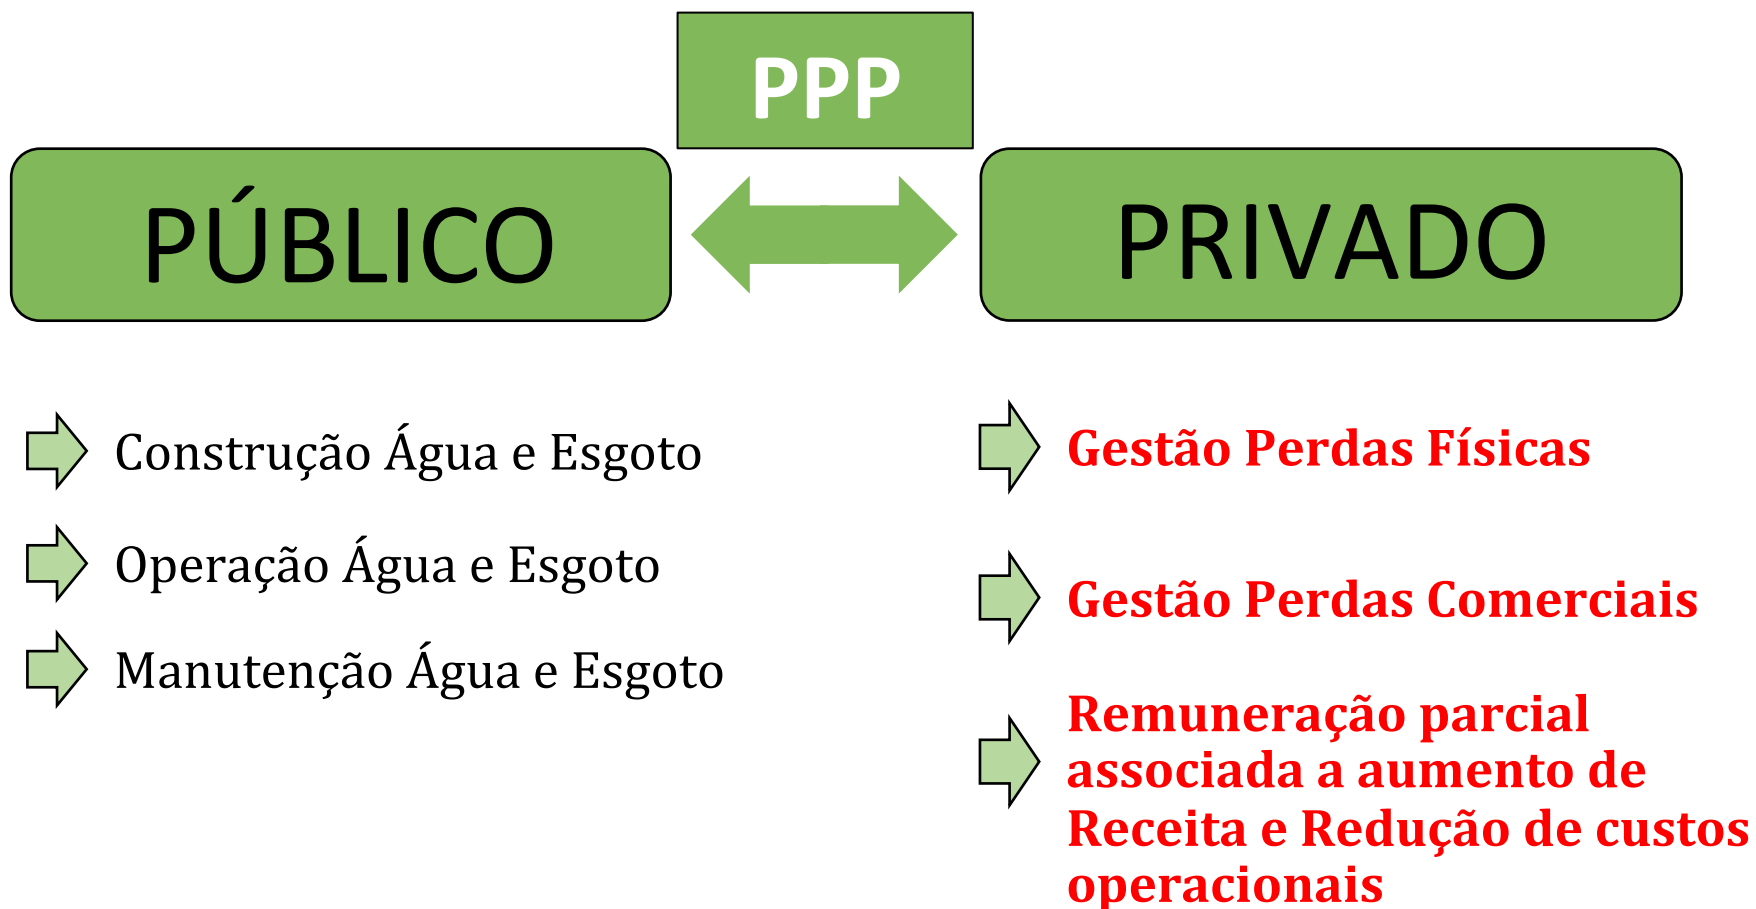 PPP
PÚBLICO
PRIVADO
Construção Água e Esgoto
Operação Água e Esgoto
Manutenção Água e Esgoto
Gestão Perdas Físicas
Gestão Perdas Comerciais
Remuneração parcial
associada a aumento de
Receita e Redução de custos
operacionais